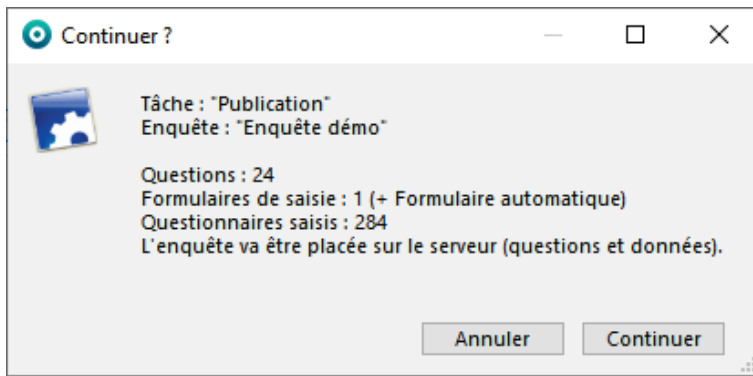 Continuer ?
Tâche : "Publication"
Enquête : "Enquête démo"
Questions : 24
Formulaires de saisie : 1 (+ Formulaire automatique)
Questionnaires saisis : 284
L'enquête va être placée sur le serveur (questions et données).
Annuler
Continuer